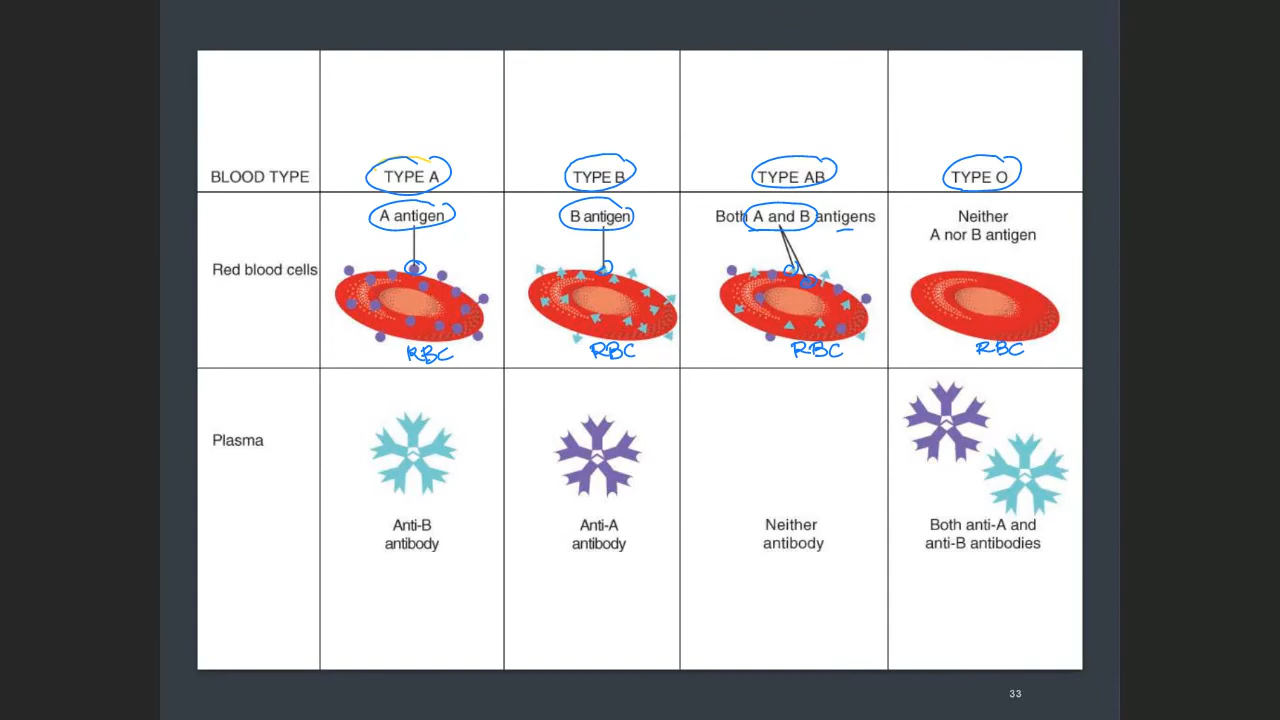 BLOOD TYPE
TYPE A
TYPE B
TYPE AB
TYPE O
A antigen
B antigen
Both A and B antigens
Neither
A nor B antigen
Red blood cells
RBC
RBC
RBC
RBC
Plasma
Anti-B
antibody
Anti-A
antibody
Neither
antibody
Both anti-A and
anti-B antibodies
33